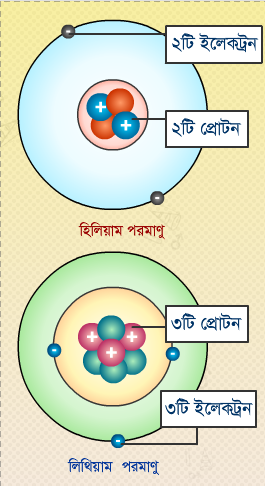 ২টি ইলেকট্রন
২টি প্রোটন
হিলিয়াম পরমাণু
৩টি প্রোটন
৩টি ইলেকট্রন
লিথিয়াম পরমাণু